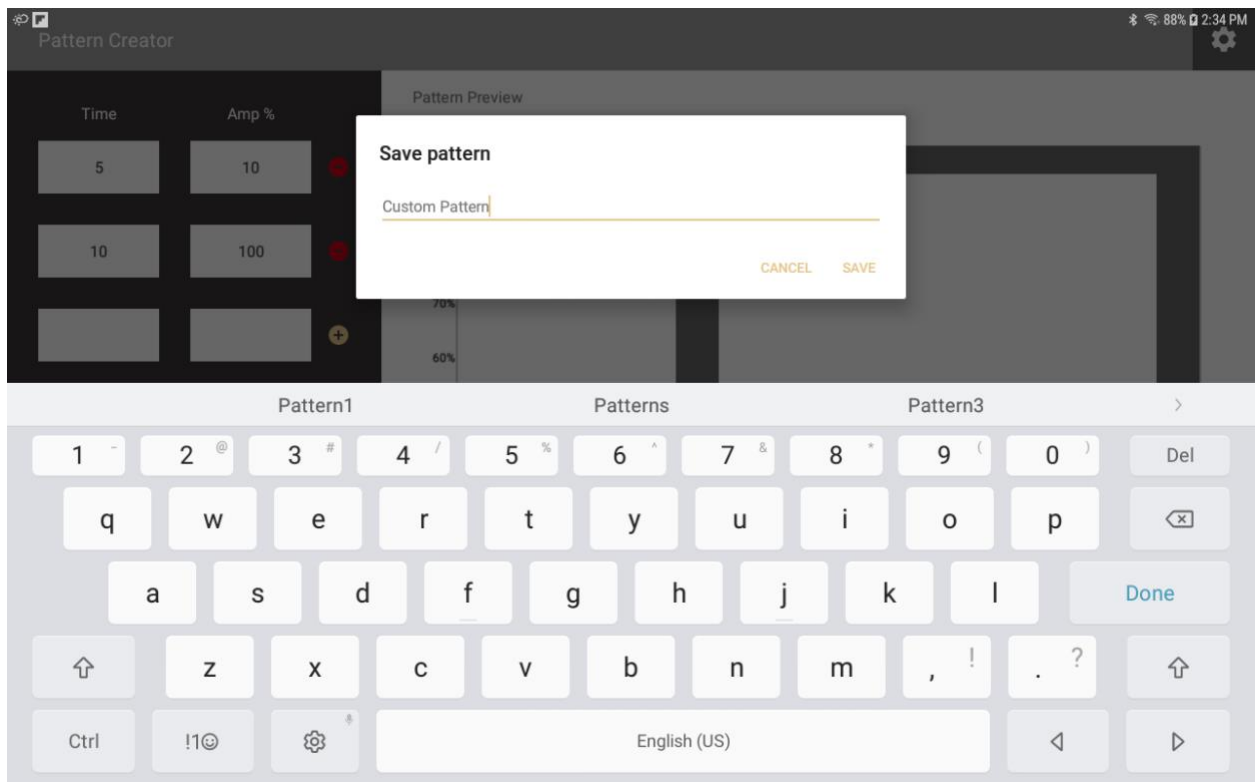 88% 2:34 PM
Pattern Creator
Time Amp %
Pattern Preview
5 10
10 100
Save pattern
Custom Pattern
CANCEL SAVE
70%
60%
Pattern1 Patterns Pattern3
1 - 2 @ 3 # 4 / 5 % 6 ^ 7 & 8 * 9 ( 0 ) Del
q w e r t y u i o p
a s d f g h j k l Done
z x c v b n m , ! . ?
Ctrl !1☺ English (US)